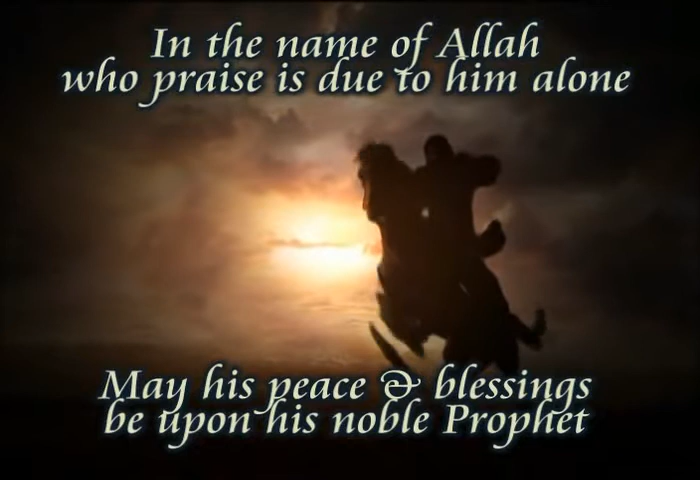 In the name of Allah
who praise is due to him alone
May his peace & blessings
be upon his noble Prophet